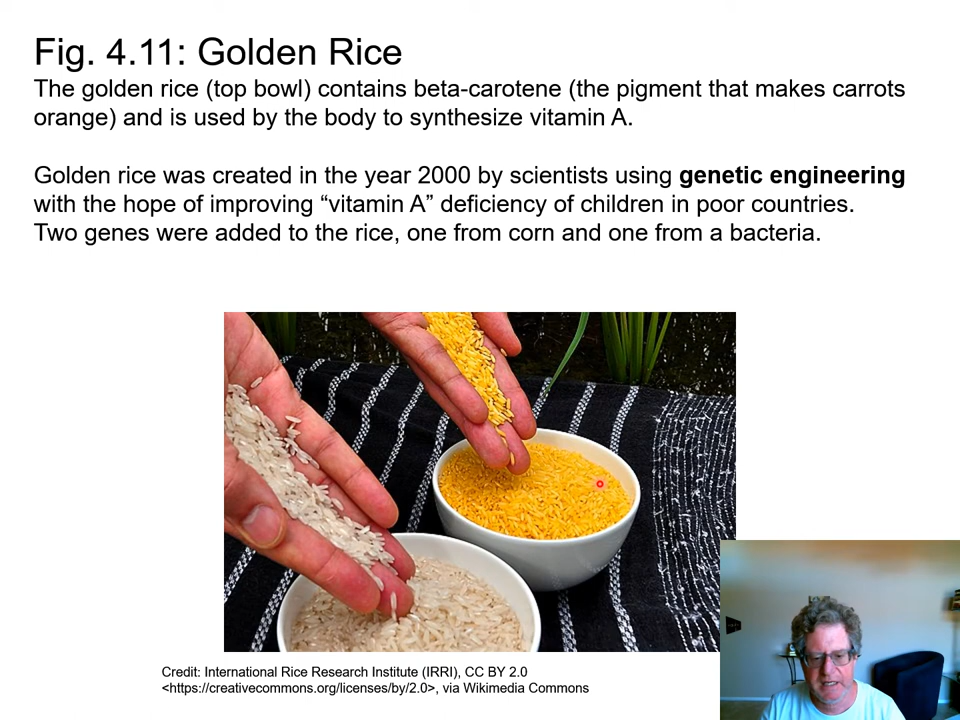 Fig. 4.11: Golden Rice
The golden rice (top bowl) contains beta-carotene (the pigment that makes carrots
orange) and is used by the body to synthesize vitamin A.
Golden rice was created in the year 2000 by scientists using genetic engineering
with the hope of improving “vitamin A” deficiency of children in poor countries.
Two genes were added to the rice, one from corn and one from a bacteria.
Credit: International Rice Research Institute (IRRI), CC BY 2.0
<https://creativecommons.org/licenses/by/2.0>, via Wikimedia Commons